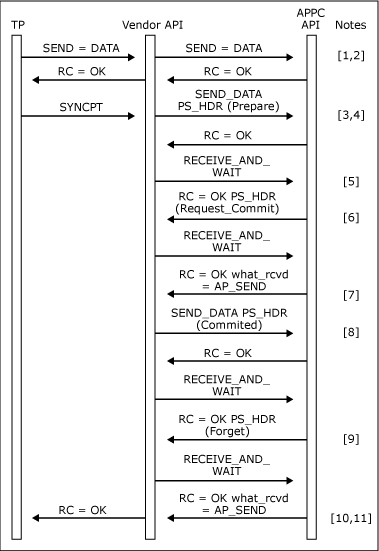 TP
Vendor API
APPC
API
Notes
SEND = DATA
SEND = DATA
[1,2]
RC = OK
RC = OK
SYNCPT
SEND_DATA
PS_HDR (Prepare)
[3,4]
RC = OK
RECEIVE_AND_
WAIT
[5]
RC = OK PS_HDR
(Request_Commit)
[6]
RECEIVE_AND_
WAIT
RC = OK what_rcvd
= AP_SEND
[7]
SEND_DATA PS_HDR
(Commited)
[8]
RC = OK
RECEIVE_AND_
WAIT
RC = OK PS_HDR
(Forget)
[9]
RECEIVE_AND_
WAIT
RC = OK
RC = OK what_rcvd
= AP_SEND
[10,11]